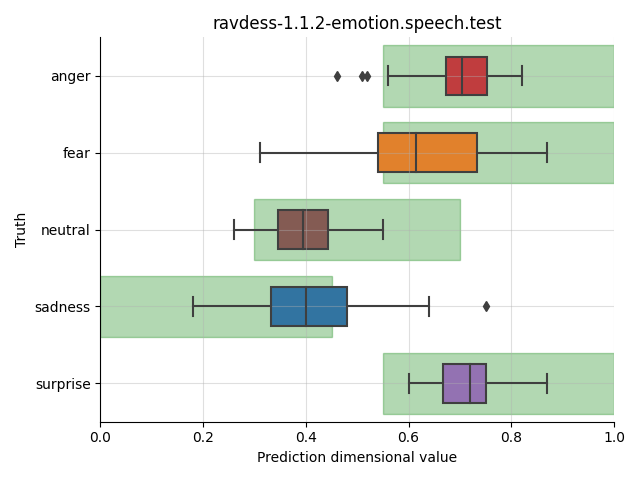 ravdess-1.1.2-emotion.speech.test
anger
fear
neutral
sadness
surprise
Truth
0.0 0.2 0.4 0.6 0.8 1.0
Prediction dimensional value